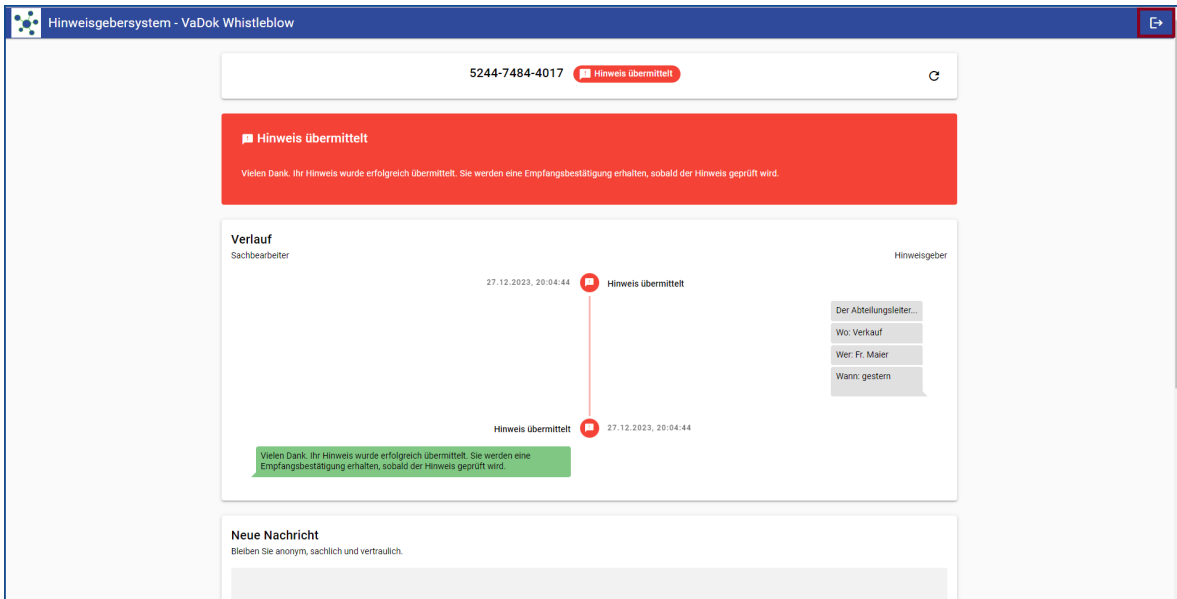 Hinweisgebersystem - VaDok Whistleblow
5244-7484-4017 Hinweis übermittelt
Hinweis übermittelt
Vielen Dank. Ihr Hinweis wurde erfolgreich übermittelt. Sie werden eine Empfangsbestätigung erhalten, sobald der Hinweis geprüft wird.
Verlauf
Sachbearbeiter
Hinweisgeber
27.12.2023, 20:04:44 Hinweis übermittelt
Der Abteilungsleiter...
Wo: Verkauf
Wer: Fr. Maier
Wann: gestern
Hinweis übermittelt 27.12.2023, 20:04:44
Vielen Dank. Ihr Hinweis wurde erfolgreich übermittelt. Sie werden eine
Empfangsbestätigung erhalten, sobald der Hinweis geprüft wird.
Neue Nachricht
Bleiben Sie anonym, sachlich und vertraulich.